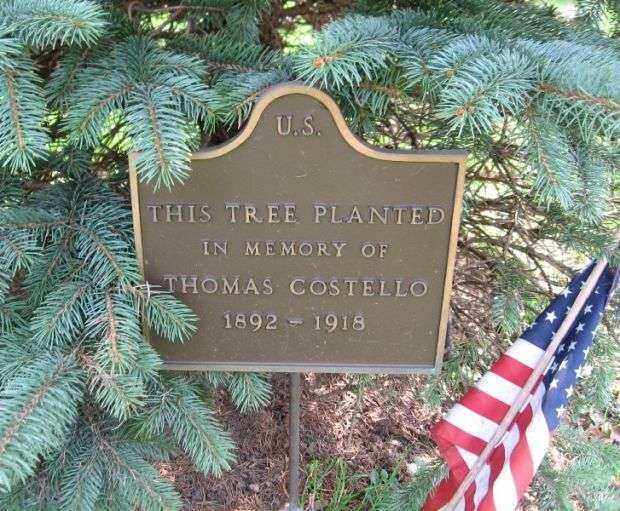 U.S.
THIS TREE PLANTED
IN MEMORY OF
THOMAS COSTELLO
1892 - 1918